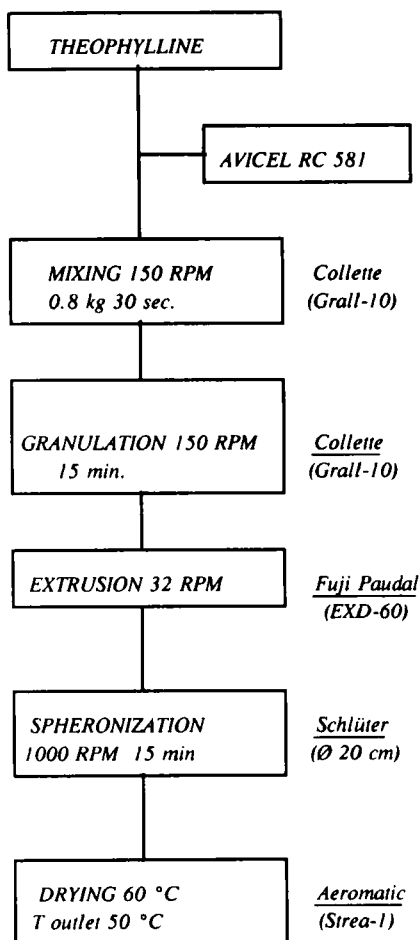 THEOPHYLLINE
AVICEL RC 581
MIXING 150 RPM
0.8 kg 30 sec.
Collette
(Grall-10)
GRANULATION 150 RPM
15 min.
Collette
(Grall-10)
EXTRUSION 32 RPM
Fuji Paudal
(EXD-60)
SPHERONIZATION
1000 RPM 15 min
Schlüter
(Ø 20 cm)
DRYING 60 °C
T outlet 50 °C
Aeromatic
(Strea-1)